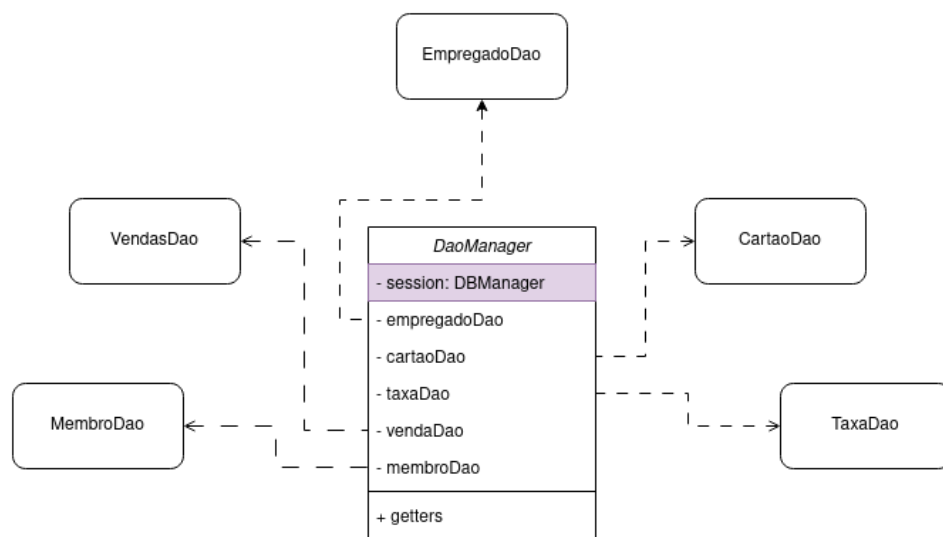 EmpregadoDao
VendasDao
CartaoDao
DaoManager
- session: DBManager
- empregadoDao
- cartaoDao
- taxaDao
- vendaDao
- membroDao
+ getters
MembroDao
TaxaDao